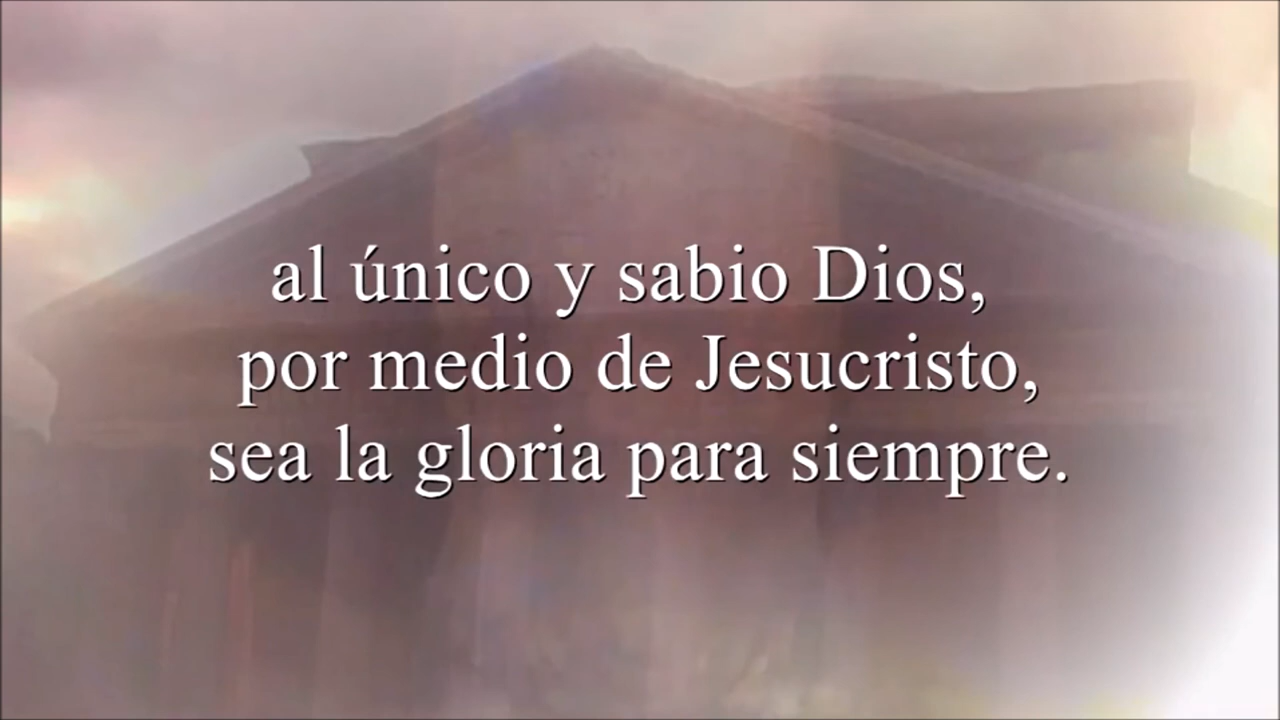 al único y sabio Dios,
por medio de Jesucristo,
sea la gloria para siempre.